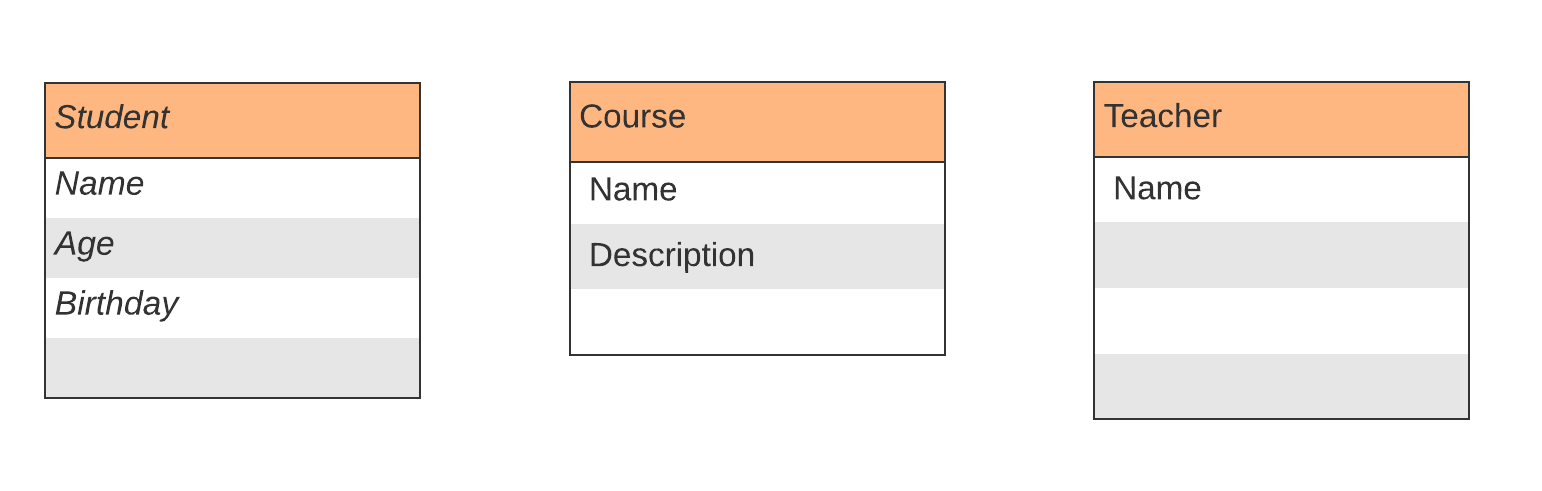 Student
Name
Age
Birthday
Course
Name
Description
Teacher
Name